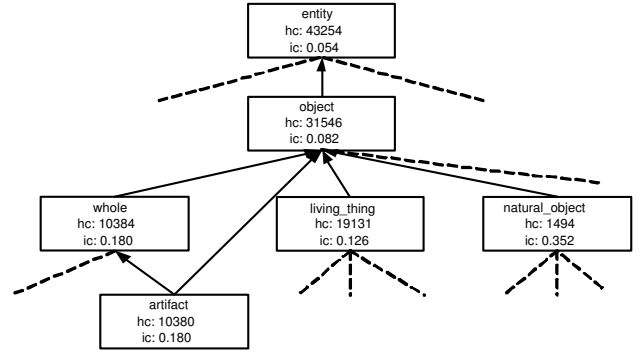 entity
hc: 43254
ic: 0.054
object
hc: 31546
ic: 0.082
whole
hc: 10384
ic: 0.180
living_thing
hc: 19131
ic: 0.126
natural_object
hc: 1494
ic: 0.352
artifact
hc: 10380
ic: 0.180